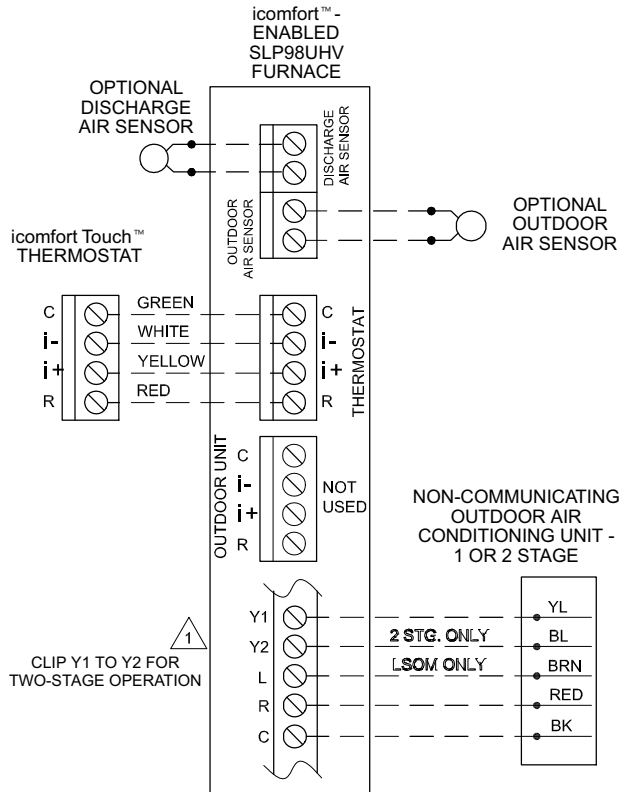 icomfort™-
ENABLED
SLP98UHV
FURNACE
OPTIONAL
DISCHARGE
AIR SENSOR
DISCHARGE
AIR SENSOR
OUTDOOR
AIR SENSOR
OPTIONAL
OUTDOOR
AIR SENSOR
icomfort Touch™
THERMOSTAT
C GREEN C
i- WHITE i-
i+ YELLOW i+
R RED R
THERMOSTAT
OUTDOOR UNIT
C
i-
i+
R
NOT
USED
NON-COMMUNICATING
OUTDOOR AIR
CONDITIONING UNIT -
1 OR 2 STAGE
1
CLIP Y1 TO Y2 FOR
TWO-STAGE OPERATION
Y1 YL
Y2 2 STG. ONLY BL
L LSOM ONLY BRN
R RED
C BK